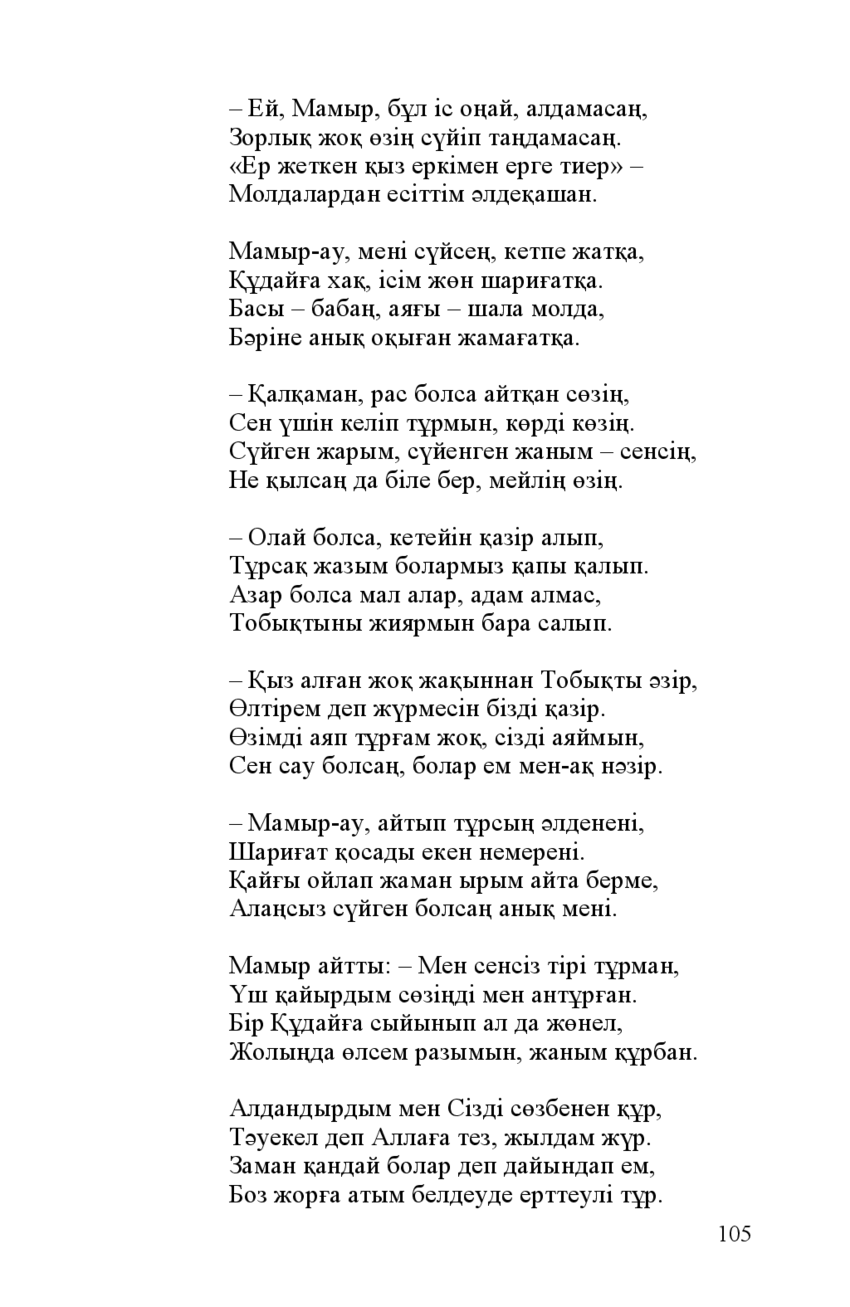 – Ей, Мамыр, бұл іс оңай, алдамасаң,
Зорлық жоқ өзің сүйіп таңдамасаң.
«Ер жеткен қыз еркімен ерге тиер» –
Молдалардан есіттім әлдеқашан.

Мамыр-ау, мені сүйсең, кетпе жатқа,
Құдайға хақ, ісім жөн шариғатқа.
Басы – бабаң, аяғы – шала молда,
Бәріне анық оқыған жамағатқа.

– Қалқаман, рас болса айтқан сөзің,
Сен үшін келіп тұрмын, көрді көзің.
Сүйген жарым, сүйенген жаным – сенсің,
Не қылсаң да біле бер, мейлің өзің.

– Олай болса, кетейін қазір алып,
Тұрсақ жазым болармыз қапы қалып.
Азар болса мал алар, адам алмас,
Тобықтыны жиярмын бара салып.

– Қыз алған жоқ жақыннан Тобықты әзір,
Өлтірем деп жүрмесін бізді қазір.
Өзімді аяп тұрғам жоқ, сізді аяймын,
Сен сау болсаң, болар ем мен-ақ нәзір.

– Мамыр-ау, айтып тұрсың әлденені,
Шариғат қосады екен немерені.
Қайғы ойлап жаман ырым айта берме,
Алаңсыз сүйген болсаң анық мені.

Мамыр айтты: – Мен сенсіз тірі тұрман,
Үш қайырдым сөзіңді мен антұрған.
Бір Құдайға сыйынып ал да жөнел,
Жолыңда өлсем разымын, жаным құрбан.

Алдандырдым мен Сізді сөзбенен құр,
Тәуекел деп Аллаға тез, жылдам жүр.
Заман қандай болар деп дайындап ем,
Боз жорға атым белдеуде ерттеулі тұр.
105